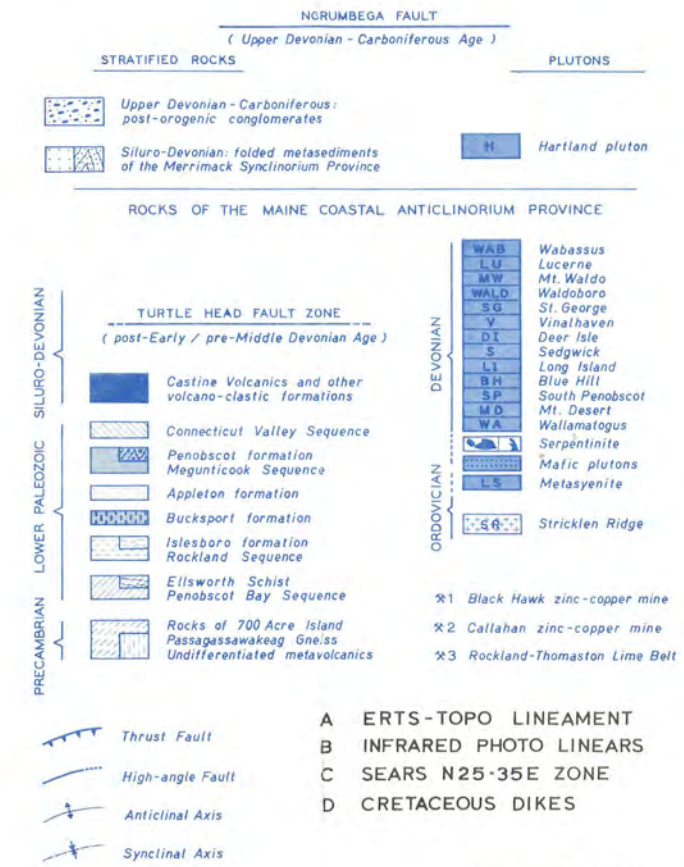 NORUMBEGA FAULT
( Upper Devonian - Carboniferous Age )
STRATIFIED ROCKS
PLUTONS
Upper Devonian - Carboniferous:
post-orogenic conglomerates
Siluro-Devonian: folded metasediments
of the Merrimack Synclinorium Province
H Hartland pluton
ROCKS OF THE MAINE COASTAL ANTICLINORIUM PROVINCE
SILURO-DEVONIAN
TURTLE HEAD FAULT ZONE
( post-Early / pre-Middle Devonian Age )
Castine Volcanics and other
volcano-clastic formations
LOWER PALEOZOIC
Connecticut Valley Sequence
Penobscot formation
Megunticook Sequence
Appleton formation
Bucksport formation
Islesboro formation
Rockland Sequence
Ellsworth Schist
Penobscot Bay Sequence
PRECAMBRIAN
Rocks of 700 Acre Island
Passagassawakeag Gneiss
Undifferentiated metavolcanics
DEVONIAN
WAB Wabassus
LU Lucerne
MW Mt. Waldo
WALD Waldoboro
SG St. George
V Vinalhaven
DI Deer Isle
S Sedgwick
LI Long Island
BH Blue Hill
SP South Penobscot
MD Mt. Desert
WA Wallamatogus
Serpentinite
Mafic plutons
ORDOVICIAN
LS Metasyenite
SR Stricklen Ridge
1 Black Hawk zinc-copper mine
2 Callahan zinc-copper mine
3 Rockland-Thomaston Lime Belt
Thrust Fault
High-angle Fault
Anticlinal Axis
Synclinal Axis
A ERTS-TOPO LINEAMENT
B INFRARED PHOTO LINEARS
C SEARS N25-35E ZONE
D CRETACEOUS DIKES